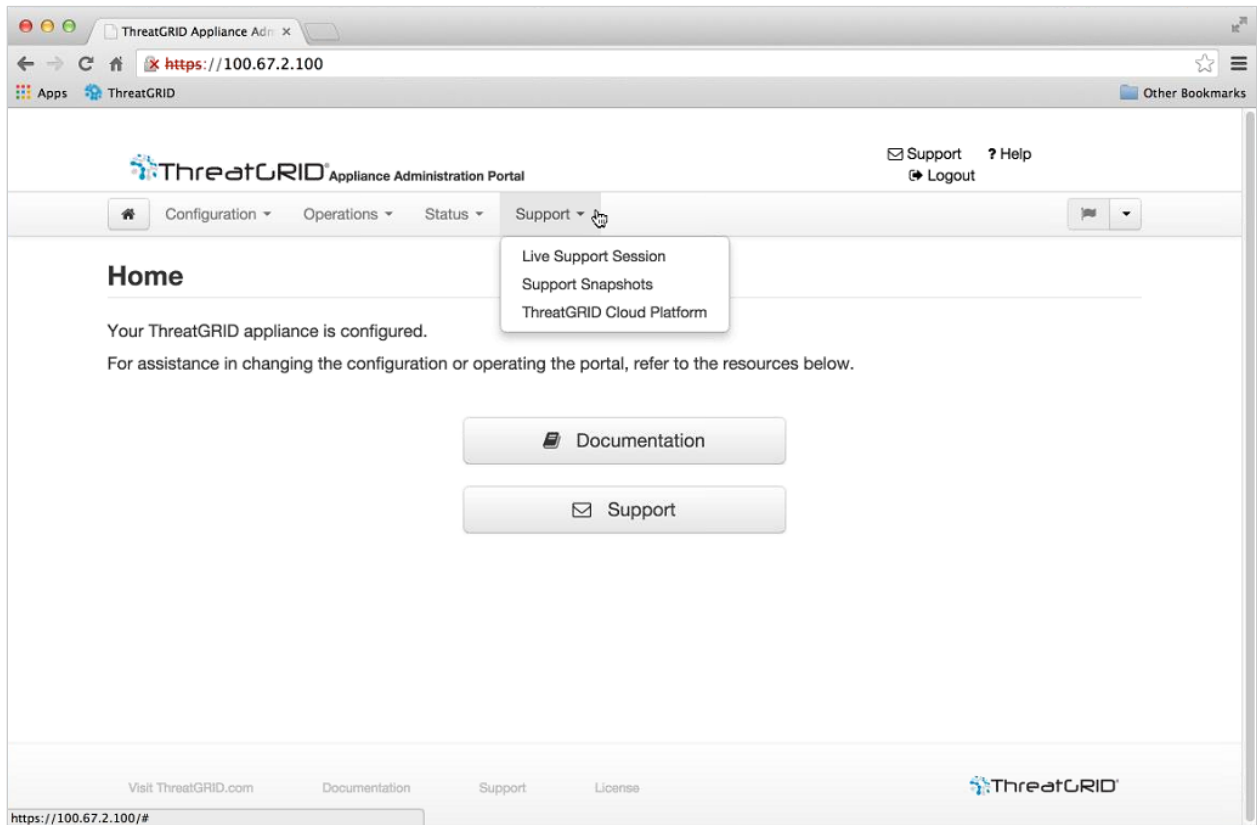 ThreatGRID Appliance Adm
https://100.67.2.100
Apps ThreatGRID Other Bookmarks
ThreatGRID® Appliance Administration Portal
Support ? Help
Logout
Configuration Operations Status Support
Live Support Session
Support Snapshots
ThreatGRID Cloud Platform
Home
Your ThreatGRID appliance is configured.
For assistance in changing the configuration or operating the portal, refer to the resources below.
Documentation
Support
Visit ThreatGRID.com Documentation Support License
ThreatGRID®
https://100.67.2.100/#